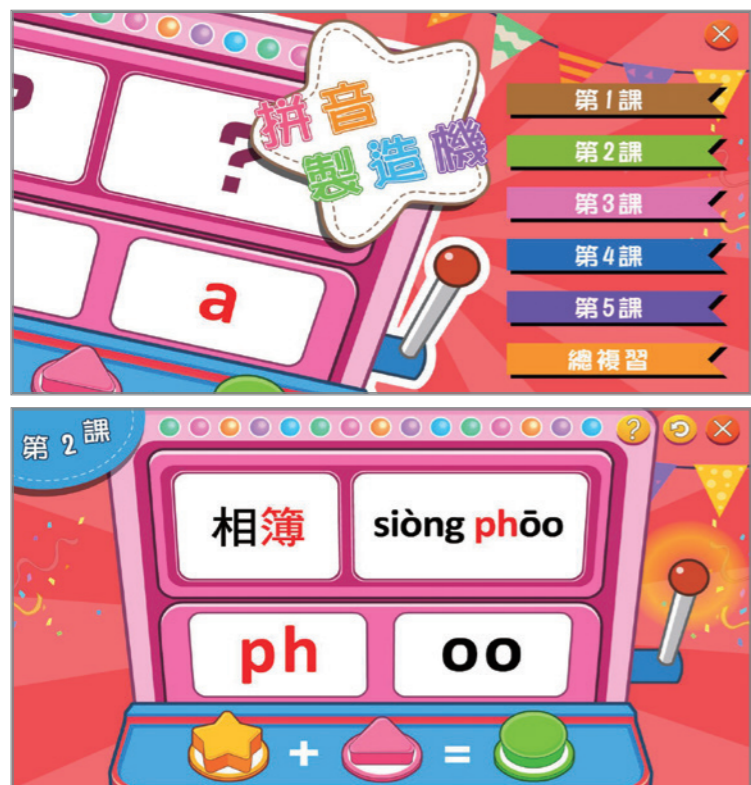 拼音
製造機
?
a
第1課
第2課
第3課
第4課
第5課
總複習
第2課
?
相簿
siòng phōo
ph
oo
+
=